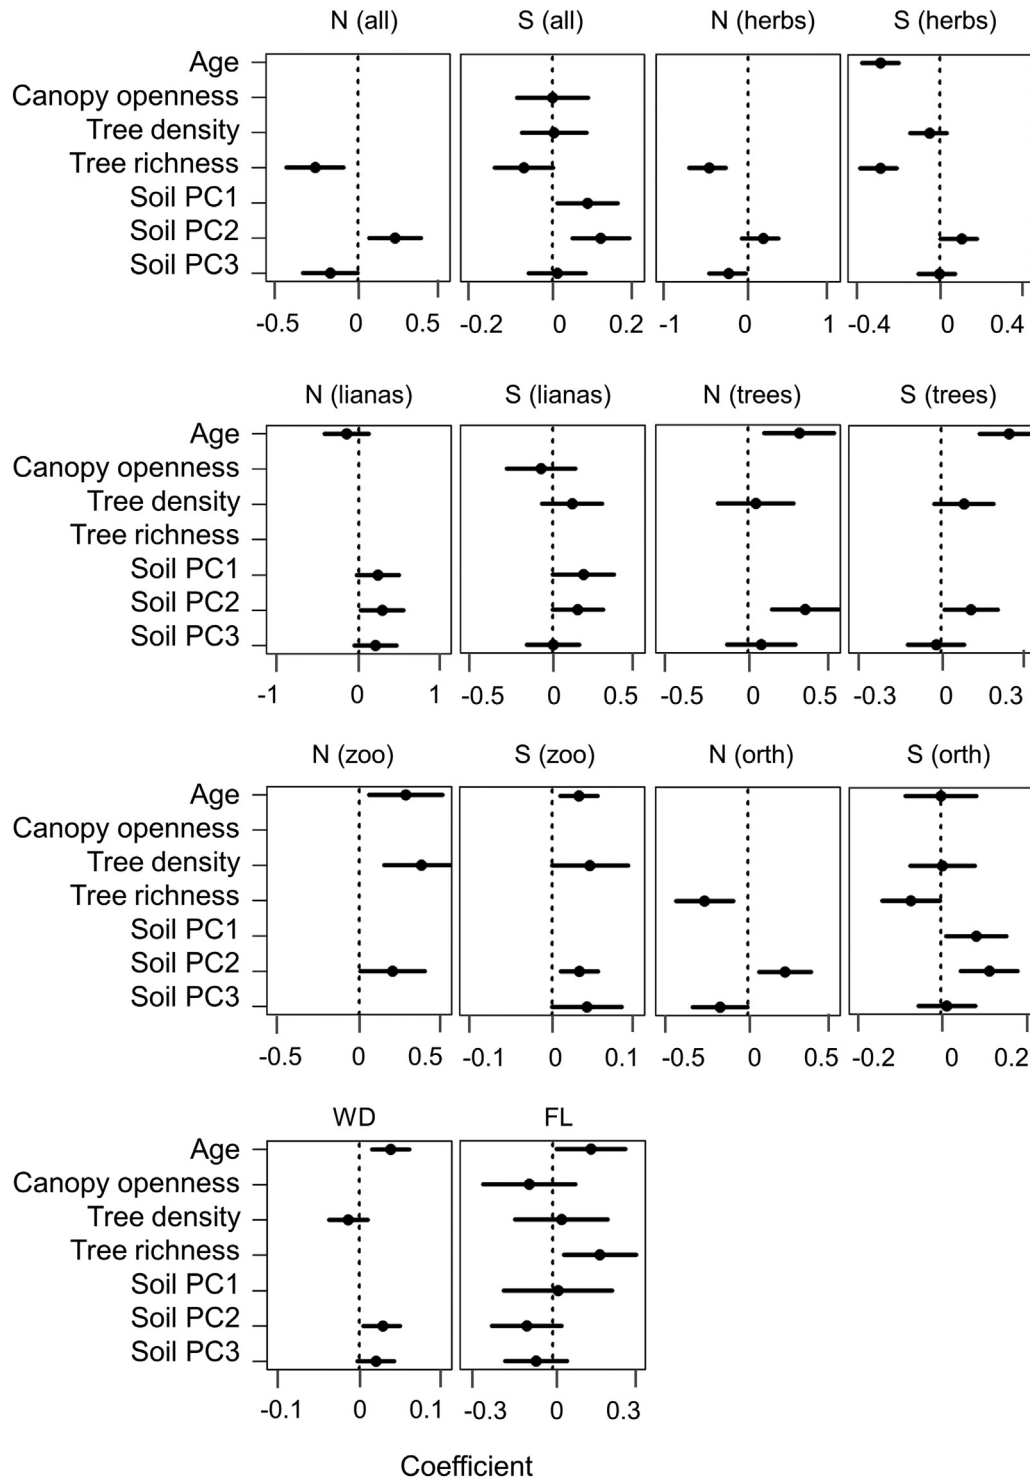 N (all) S (all) N (herbs) S (herbs)
Age
Canopy openness
Tree density
Tree richness
Soil PC1
Soil PC2
Soil PC3
-0.5 0 0.5 -0.2 0 0.2 -1 0 1 -0.4 0 0.4
N (lianas) S (lianas) N (trees) S (trees)
Age
Canopy openness
Tree density
Tree richness
Soil PC1
Soil PC2
Soil PC3
-1 0 1 -0.5 0 0.5 -0.5 0 0.5 -0.3 0 0.3
N (zoo) S (zoo) N (orth) S (orth)
Age
Canopy openness
Tree density
Tree richness
Soil PC1
Soil PC2
Soil PC3
-0.5 0 0.5 -0.1 0 0.1 -0.5 0 0.5 -0.2 0 0.2
WD FL
Age
Canopy openness
Tree density
Tree richness
Soil PC1
Soil PC2
Soil PC3
-0.1 0 0.1 -0.3 0 0.3
Coefficient